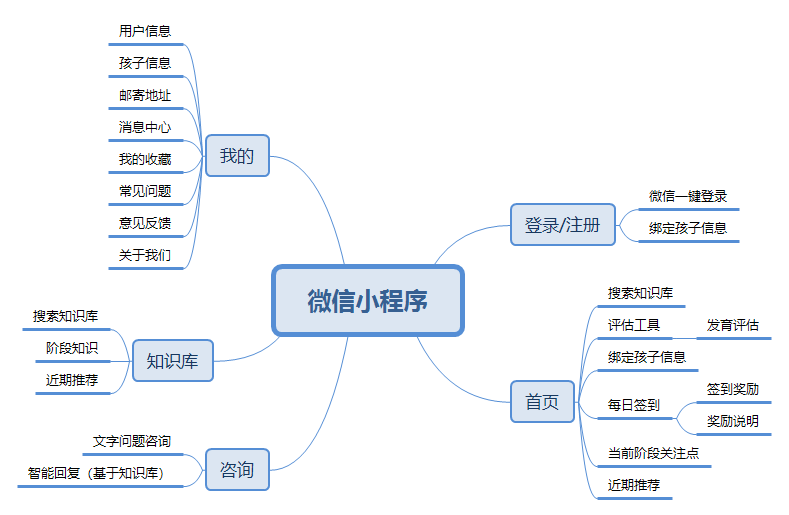 微信小程序
登录/注册
微信一键登录
绑定孩子信息
首页
搜索知识库
评估工具
发育评估
绑定孩子信息
每日签到
签到奖励
奖励说明
当前阶段关注点
近期推荐
我的
用户信息
孩子信息
邮寄地址
消息中心
我的收藏
常见问题
意见反馈
关于我们
知识库
搜索知识库
阶段知识
近期推荐
咨询
文字问题咨询
智能回复（基于知识库）